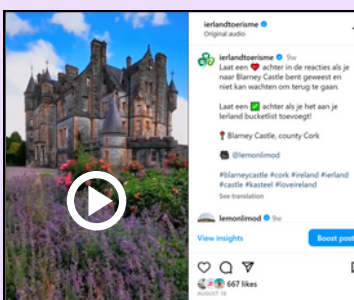 ierlandtoerisme
Original audio
ierlandtoerisme 9w
Laat een ❤️ achter in de reacties als je
naar Blarney Castle bent geweest en
niet kan wachten om terug te gaan.
Laat een ✅ achter als je het aan je
Ierland bucketlist toevoegt!
📍 Blarney Castle, county Cork
📷 @lemonlimod
#blarneycastle #cork #ireland #ierland
#castle #kasteel #loveireland
See translation
lemonlimod 9w
View insights
Boost post
667 likes
AUGUST 18